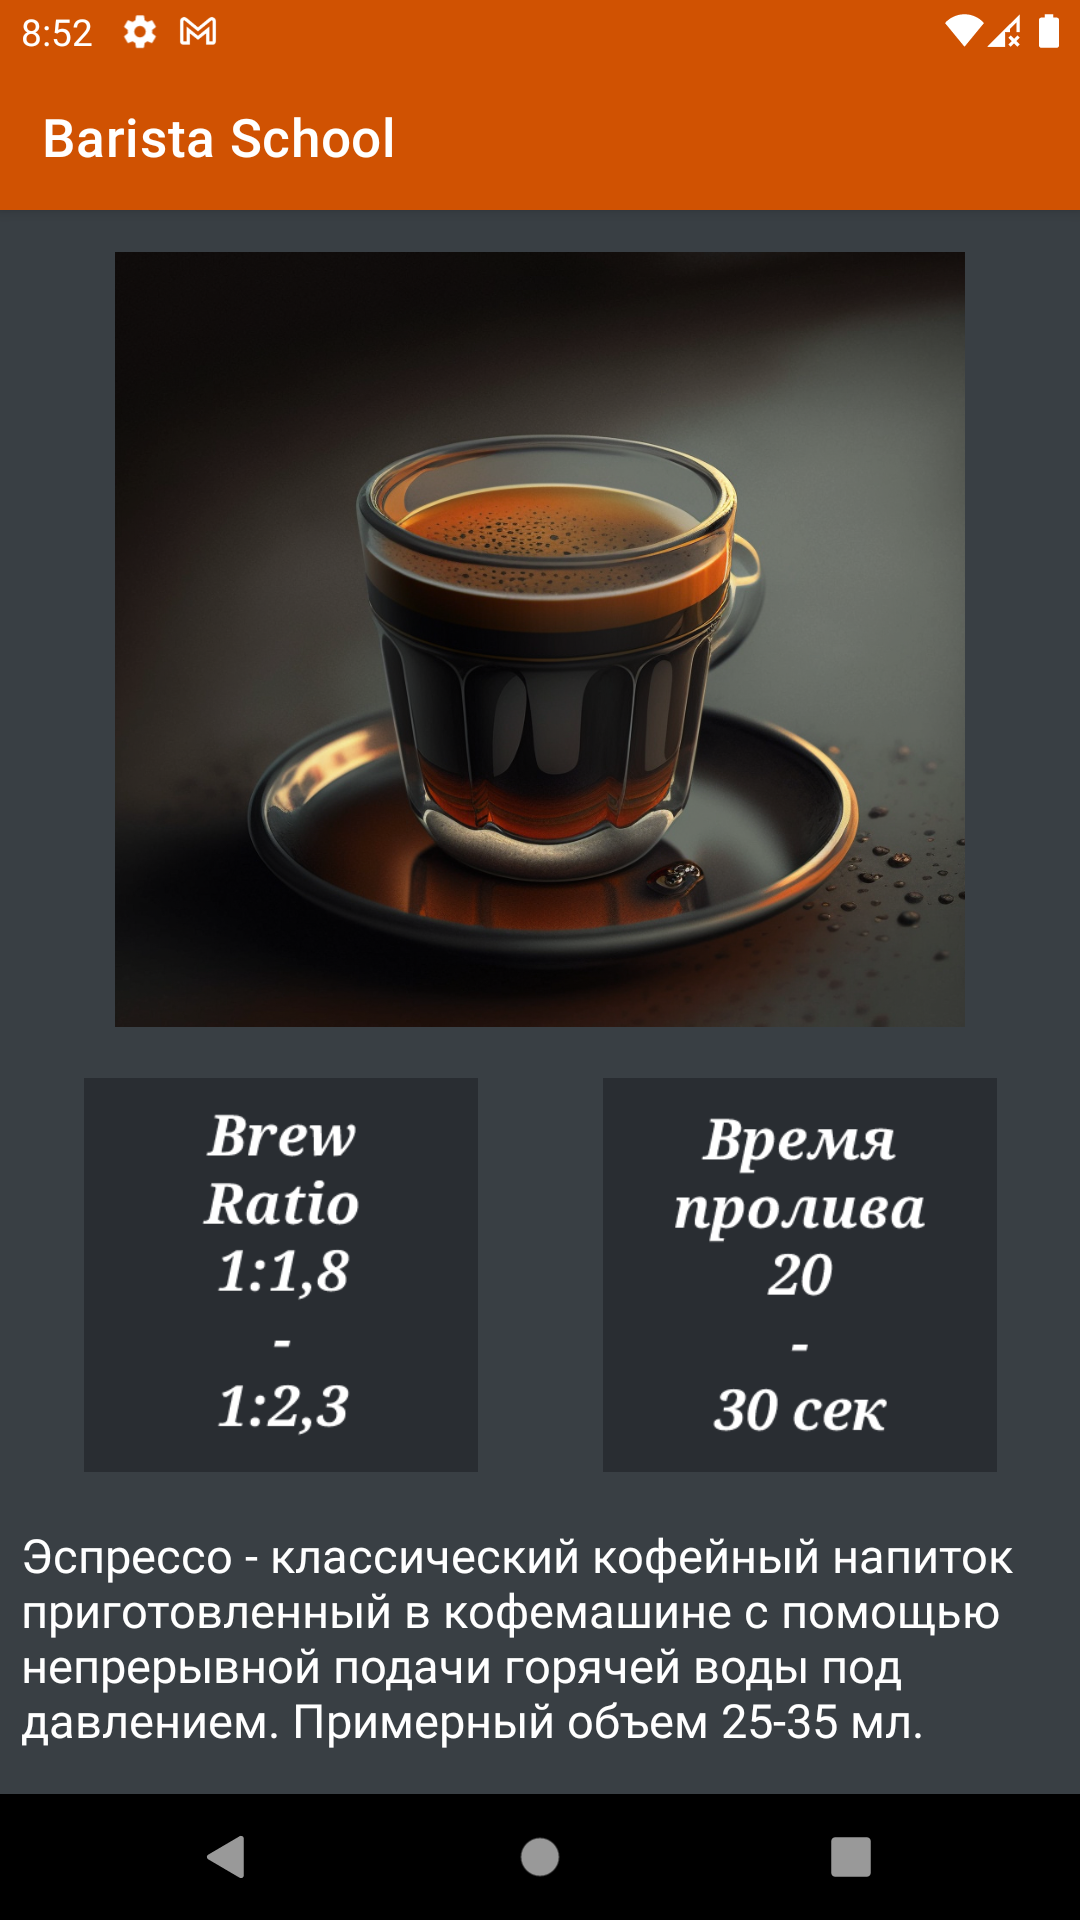 8:52
Barista School
Brew
Ratio
1:1,8
-
1:2,3
Время
пролива
20
-
30 сек
Эспрессо - классический кофейный напиток
приготовленный в кофемашине с помощью
непрерывной подачи горячей воды под
давлением. Примерный объем 25-35 мл.